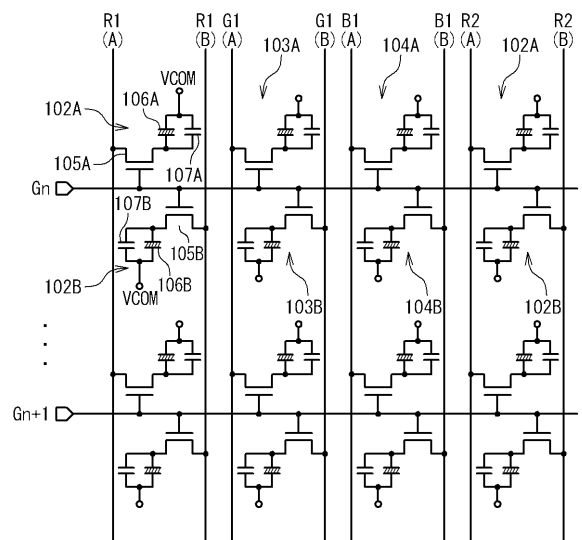 R1 R1 G1 G1 B1 B1 R2 R2
(A) (B) (A) (B) (A) (B) (A) (B)
103A 104A 102A
VCOM
106A
102A
105A 107A
Gn
107B
105B
102B 106B
VCOM 103B 104B 102B
Gn+1